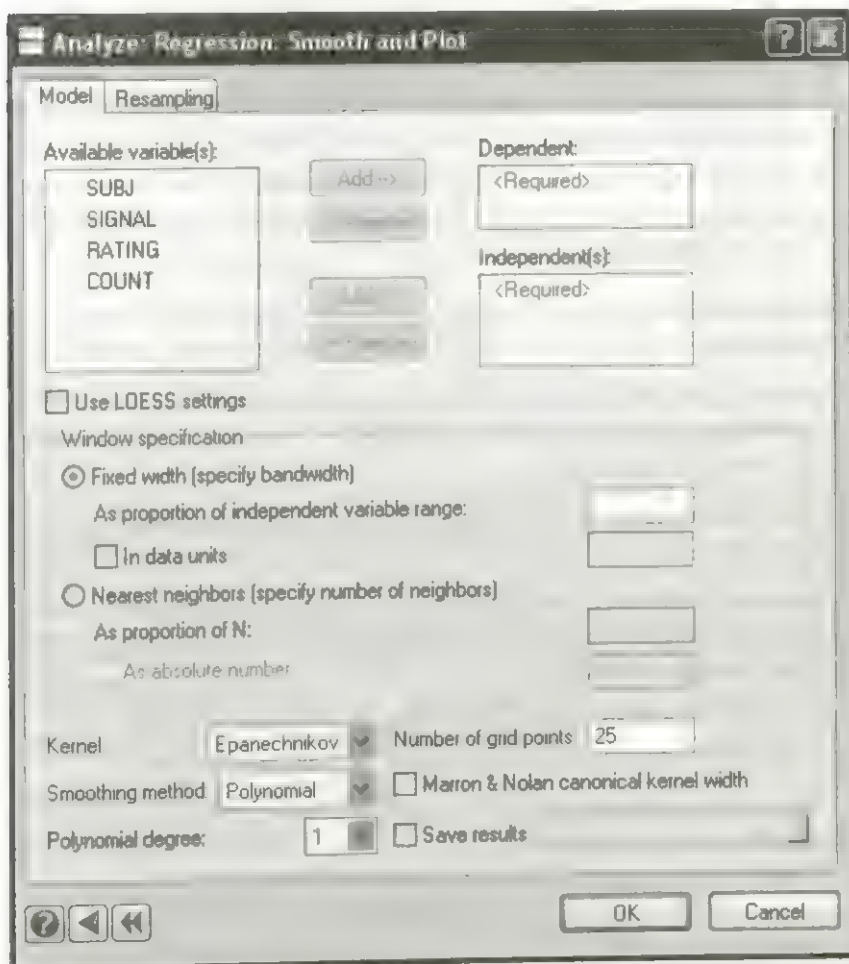 Analyze: Regression: Smooth and Plot
Model
Resampling
Available variable(s):
SUBJ
SIGNAL
RATING
COUNT
Add -->
Dependent:
<Required>
Independent(s):
<Required>
Use LOESS settings
Window specification
Fixed width (specify bandwidth)
As proportion of independent variable range:
In data units
Nearest neighbors (specify number of neighbors)
As proportion of N:
As absolute number
Kernel
Epanechnikov
Number of grid points
25
Smoothing method
Polynomial
Marron & Nolan canonical kernel width
Polynomial degree:
1
Save results
OK
Cancel